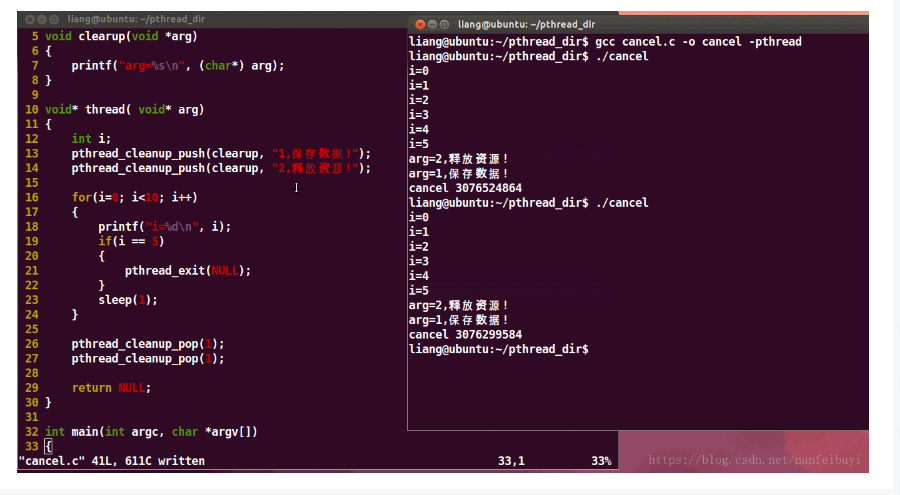 liang@ubuntu: ~/pthread_dir
5 void clearup(void *arg)
6 {
7 printf("arg=%s\n", (char*) arg);
8 }
9
10 void* thread( void* arg)
11 {
12 int i;
13 pthread_cleanup_push(clearup, "1,保存数据!");
14 pthread_cleanup_push(clearup, "2,释放资源!");
15
16 for(i=0; i<10; i++)
17 {
18 printf("i=%d\n", i);
19 if(i == 5)
20 {
21 pthread_exit(NULL);
22 }
23 sleep(1);
24 }
25
26 pthread_cleanup_pop(1);
27 pthread_cleanup_pop(1);
28
29 return NULL;
30 }
31
32 int main(int argc, char *argv[])
33 {
"cancel.c" 41L, 611C written 33,1 33%
liang@ubuntu: ~/pthread_dir
liang@ubuntu:~/pthread_dir$ gcc cancel.c -o cancel -pthread
liang@ubuntu:~/pthread_dir$ ./cancel
i=0
i=1
i=2
i=3
i=4
i=5
arg=2,释放资源!
arg=1,保存数据!
cancel 3076524864
liang@ubuntu:~/pthread_dir$ ./cancel
i=0
i=1
i=2
i=3
i=4
i=5
arg=2,释放资源!
arg=1,保存数据!
cancel 3076299584
liang@ubuntu:~/pthread_dir$
https://blog.csdn.net/nanfeibuyi